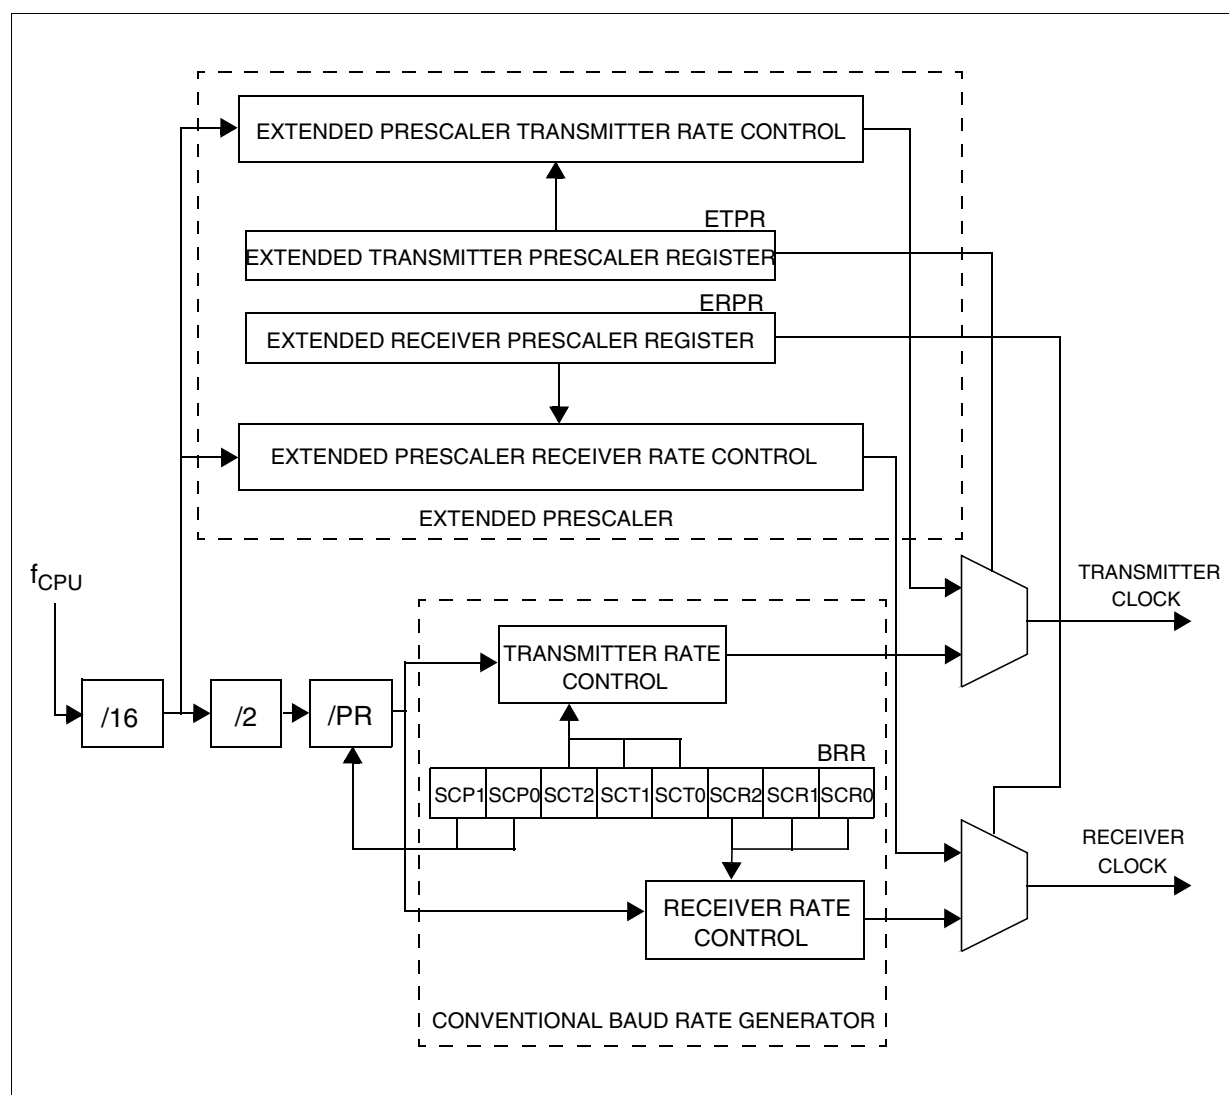 EXTENDED PRESCALER TRANSMITTER RATE CONTROL
ETPR
EXTENDED TRANSMITTER PRESCALER REGISTER
ERPR
EXTENDED RECEIVER PRESCALER REGISTER
EXTENDED PRESCALER RECEIVER RATE CONTROL
EXTENDED PRESCALER
fCPU
TRANSMITTER
CLOCK
TRANSMITTER RATE
CONTROL
/16
/2
/PR
BRR
SCP1 SCP0 SCT2 SCT1 SCT0 SCR2 SCR1 SCR0
RECEIVER
CLOCK
RECEIVER RATE
CONTROL
CONVENTIONAL BAUD RATE GENERATOR